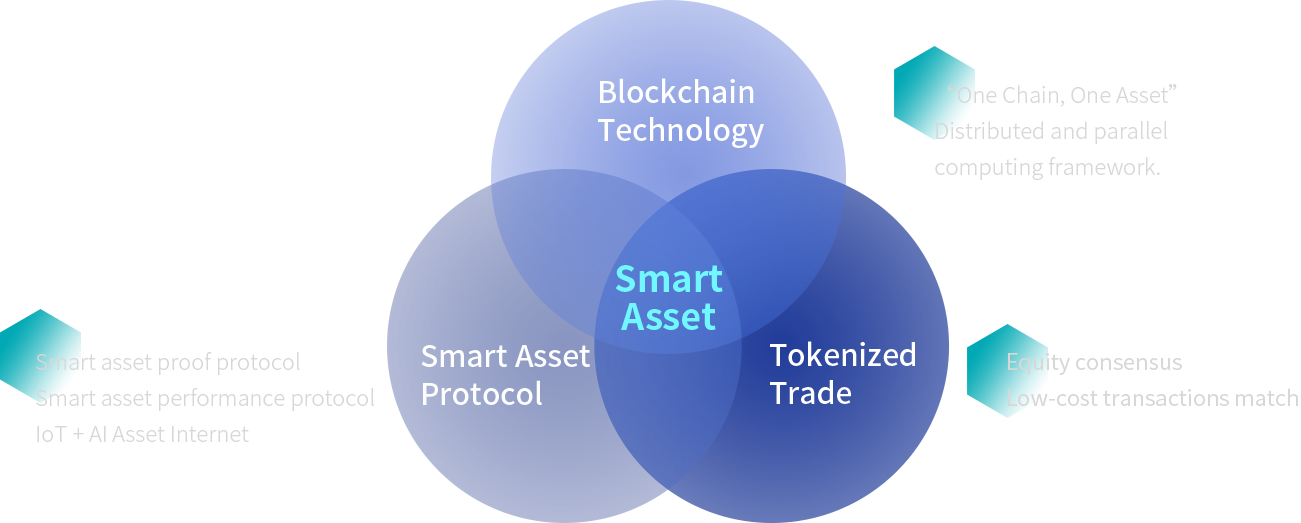 Blockchain
Technology
“One Chain, One Asset”
Distributed and parallel
computing framework.
Smart
Asset
Smart Asset
Protocol
Tokenized
Trade
Smart asset proof protocol
Smart asset performance protocol
IoT + AI Asset Internet
Equity consensus
Low-cost transactions match